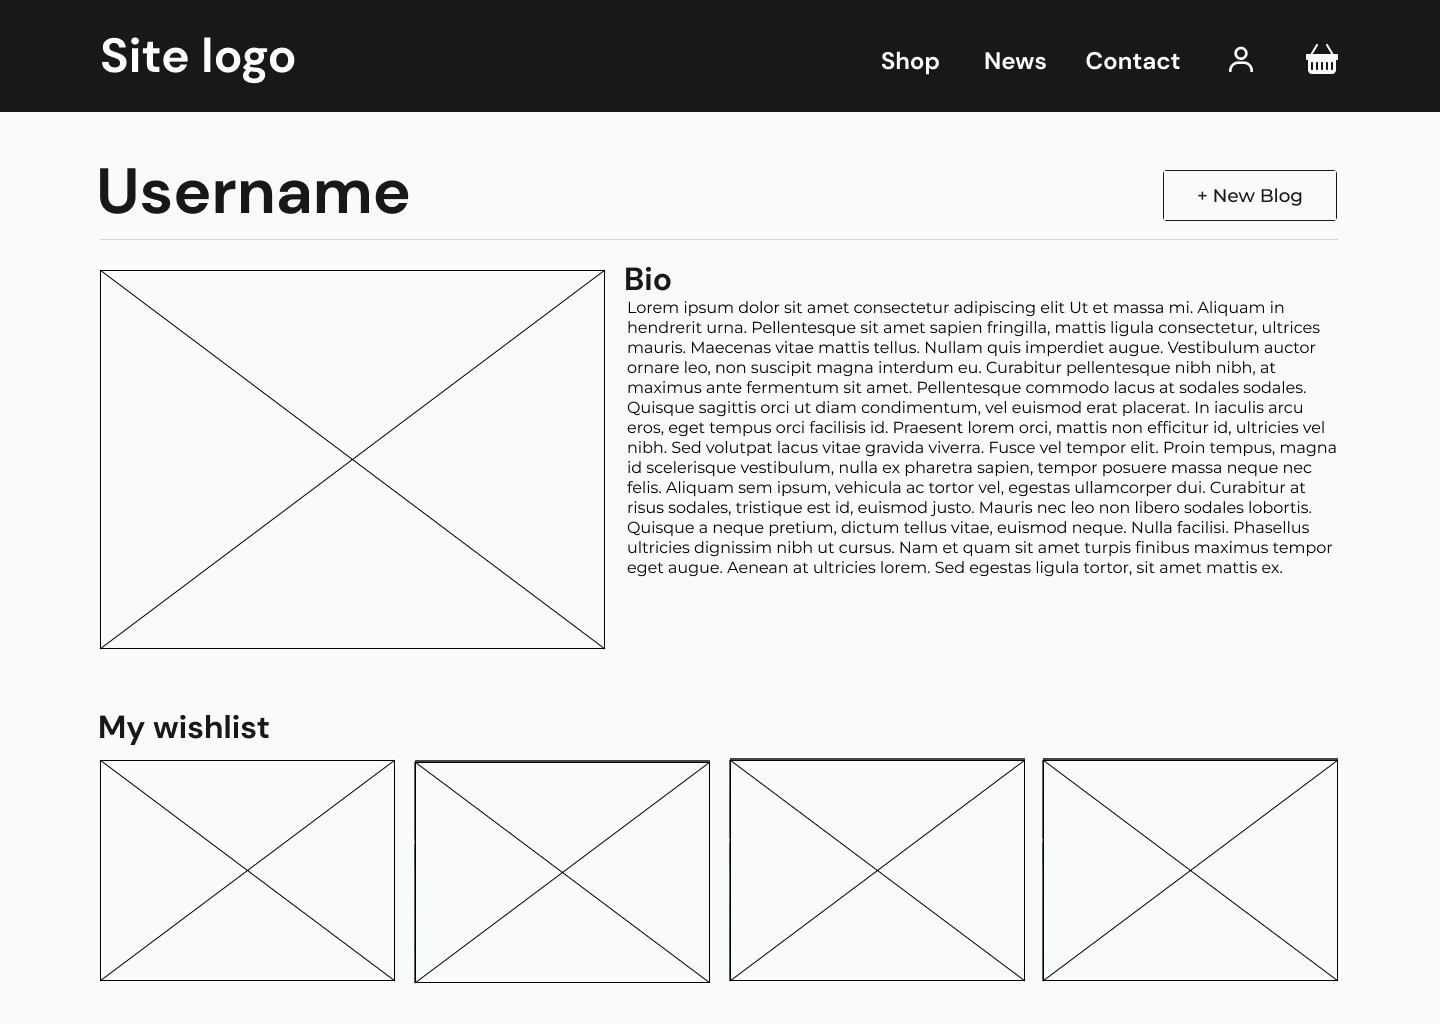 Site logo
Shop
News
Contact
Username
+ New Blog
Bio
Lorem ipsum dolor sit amet consectetur adipiscing elit Ut et massa mi. Aliquam in
hendrerit urna. Pellentesque sit amet sapien fringilla, mattis ligula consectetur, ultrices
mauris. Maecenas vitae mattis tellus. Nullam quis imperdiet augue. Vestibulum auctor
ornare leo, non suscipit magna interdum eu. Curabitur pellentesque nibh nibh, at
maximus ante fermentum sit amet. Pellentesque commodo lacus at sodales sodales.
Quisque sagittis orci ut diam condimentum, vel euismod erat placerat. In iaculis arcu
eros, eget tempus orci facilisis id. Praesent lorem orci, mattis non efficitur id, ultricies vel
nibh. Sed volutpat lacus vitae gravida viverra. Fusce vel tempor elit. Proin tempus, magna
id scelerisque vestibulum, nulla ex pharetra sapien, tempor posuere massa neque nec
felis. Aliquam sem ipsum, vehicula ac tortor vel, egestas ullamcorper dui. Curabitur at
risus sodales, tristique est id, euismod justo. Mauris nec leo non libero sodales lobortis.
Quisque a neque pretium, dictum tellus vitae, euismod neque. Nulla facilisi. Phasellus
ultricies dignissim nibh ut cursus. Nam et quam sit amet turpis finibus maximus tempor
eget augue. Aenean at ultricies lorem. Sed egestas ligula tortor, sit amet mattis ex.
My wishlist